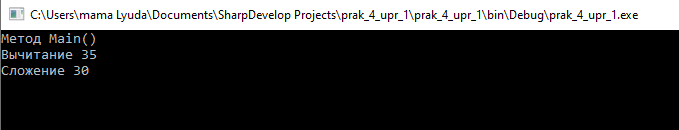 C:\Users\mama Lyuda\Documents\SharpDevelop Projects\prak_4_upr_1\prak_4_upr_1\bin\Debug\prak_4_upr_1.exe
Метод Main()
Вычитание 35
Сложение 30